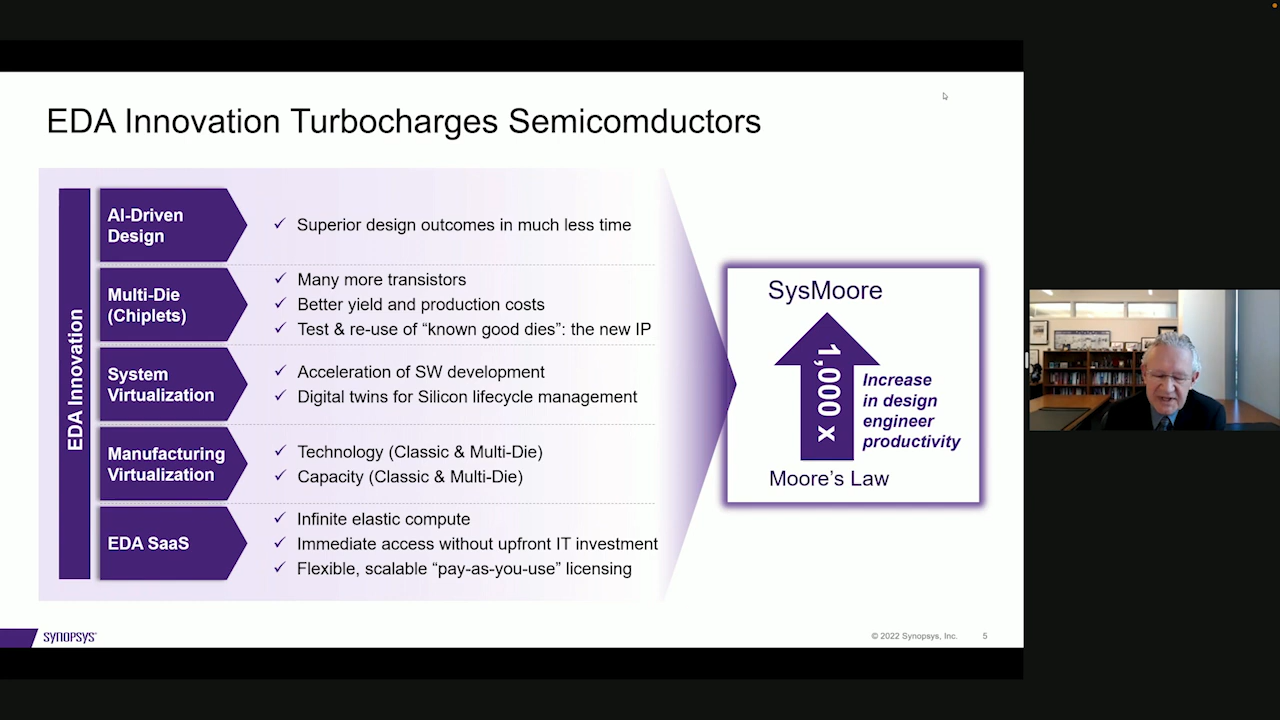 EDA Innovation Turbocharges Semicomductors
EDA Innovation
AI-Driven
Design
✓ Superior design outcomes in much less time
Multi-Die
(Chiplets)
✓ Many more transistors
✓ Better yield and production costs
✓ Test & re-use of “known good dies”: the new IP
System
Virtualization
✓ Acceleration of SW development
✓ Digital twins for Silicon lifecycle management
Manufacturing
Virtualization
✓ Technology (Classic & Multi-Die)
✓ Capacity (Classic & Multi-Die)
EDA SaaS
✓ Infinite elastic compute
✓ Immediate access without upfront IT investment
✓ Flexible, scalable “pay-as-you-use” licensing
SysMoore
1,000 x
Increase
in design
engineer
productivity
Moore’s Law
SYNOPSYS®
© 2022 Synopsys, Inc.
5